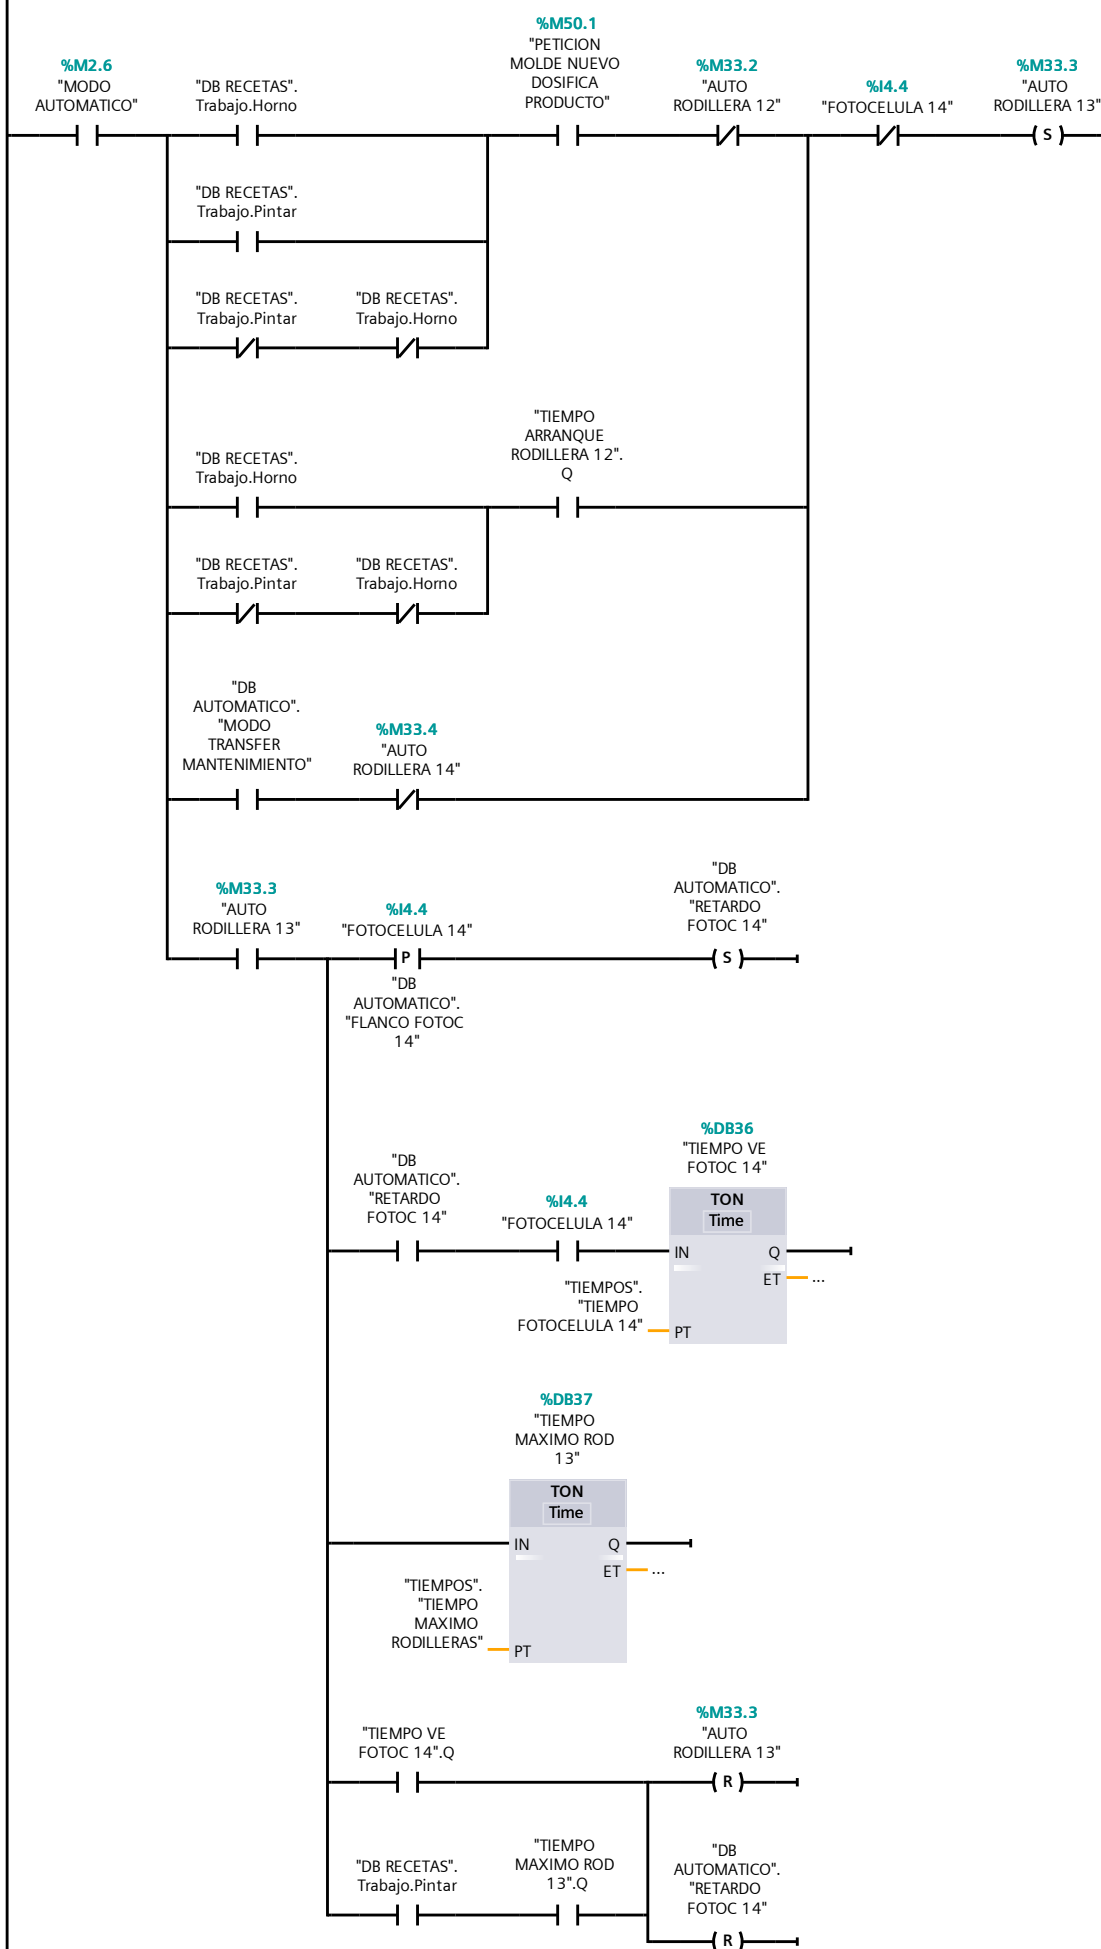 %M2.6
"MODO
AUTOMATICO"
"DB RECETAS".
Trabajo.Horno
%M50.1
"PETICION
MOLDE NUEVO
DOSIFICA
PRODUCTO"
%M33.2
"AUTO
RODILLERA 12"
%I4.4
"FOTOCELULA 14"
%M33.3
"AUTO
RODILLERA 13"
S
"DB RECETAS".
Trabajo.Pintar
"DB RECETAS".
Trabajo.Pintar
"DB RECETAS".
Trabajo.Horno
"DB RECETAS".
Trabajo.Horno
"TIEMPO
ARRANQUE
RODILLERA 12".
Q
"DB RECETAS".
Trabajo.Pintar
"DB RECETAS".
Trabajo.Horno
"DB
AUTOMATICO".
"MODO
TRANSFER
MANTENIMIENTO"
%M33.4
"AUTO
RODILLERA 14"
%M33.3
"AUTO
RODILLERA 13"
%I4.4
"FOTOCELULA 14"
P
"DB
AUTOMATICO".
"FLANCO FOTOC
14"
"DB
AUTOMATICO".
"RETARDO
FOTOC 14"
S
"DB
AUTOMATICO".
"RETARDO
FOTOC 14"
%I4.4
"FOTOCELULA 14"
%DB36
"TIEMPO VE
FOTOC 14"
TON
Time
IN Q
ET ...
"TIEMPOS".
"TIEMPO
FOTOCELULA 14"
PT
%DB37
"TIEMPO
MAXIMO ROD
13"
TON
Time
IN Q
ET ...
"TIEMPOS".
"TIEMPO
MAXIMO
RODILLERAS"
PT
"TIEMPO VE
FOTOC 14".Q
%M33.3
"AUTO
RODILLERA 13"
R
"DB RECETAS".
Trabajo.Pintar
"TIEMPO
MAXIMO ROD
13".Q
"DB
AUTOMATICO".
"RETARDO
FOTOC 14"
R